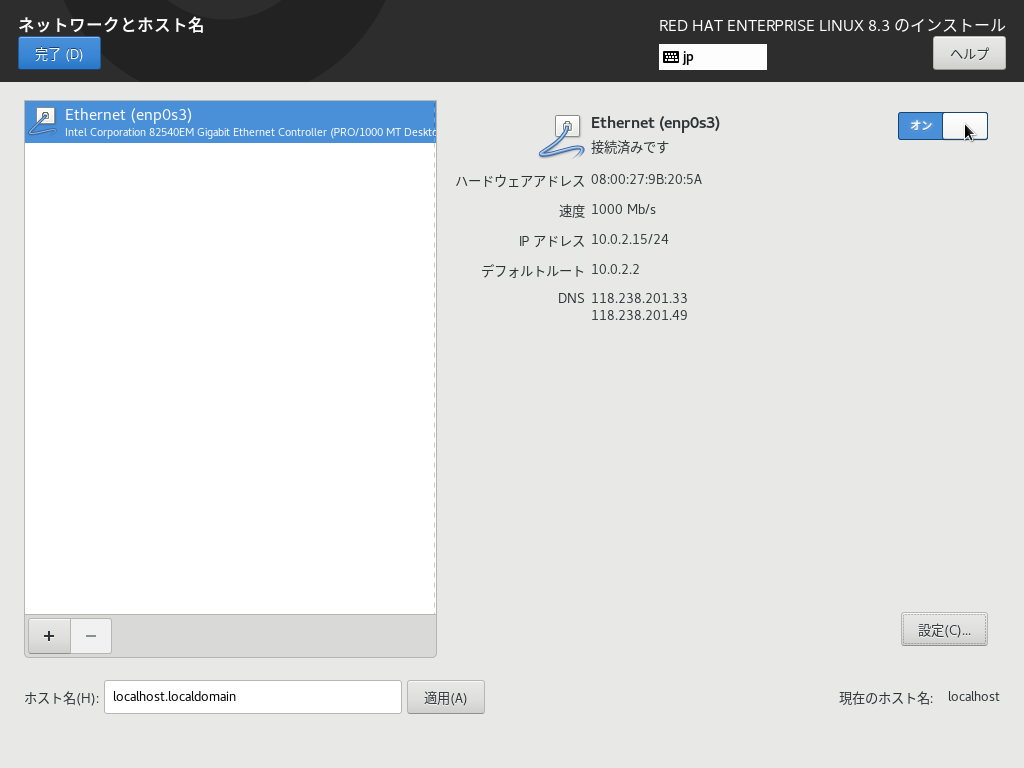 ネットワークとホスト名
RED HAT ENTERPRISE LINUX 8.3 のインストール
完了 (D)
jp
ヘルプ
Ethernet (enp0s3)
Intel Corporation 82540EM Gigabit Ethernet Controller (PRO/1000 MT Deskto
Ethernet (enp0s3)
接続済みです
オン
ハードウェアアドレス 08:00:27:9B:20:5A
速度 1000 Mb/s
IP アドレス 10.0.2.15/24
デフォルトルート 10.0.2.2
DNS 118.238.201.33
118.238.201.49
+ −
設定(C)...
ホスト名(H): localhost.localdomain 適用(A)
現在のホスト名: localhost